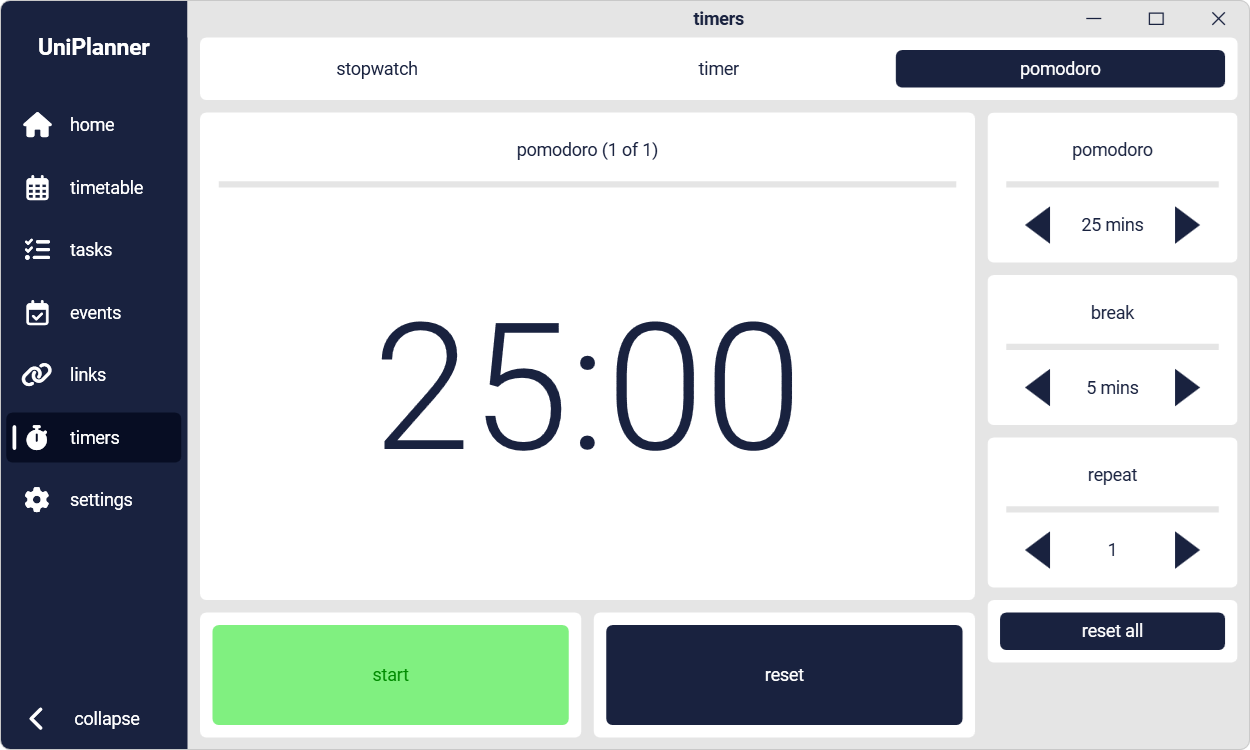 timers
UniPlanner
home
timetable
tasks
events
links
timers
settings
collapse
stopwatch
timer
pomodoro
pomodoro (1 of 1)
25:00
start
reset
pomodoro
25 mins
break
5 mins
repeat
1
reset all